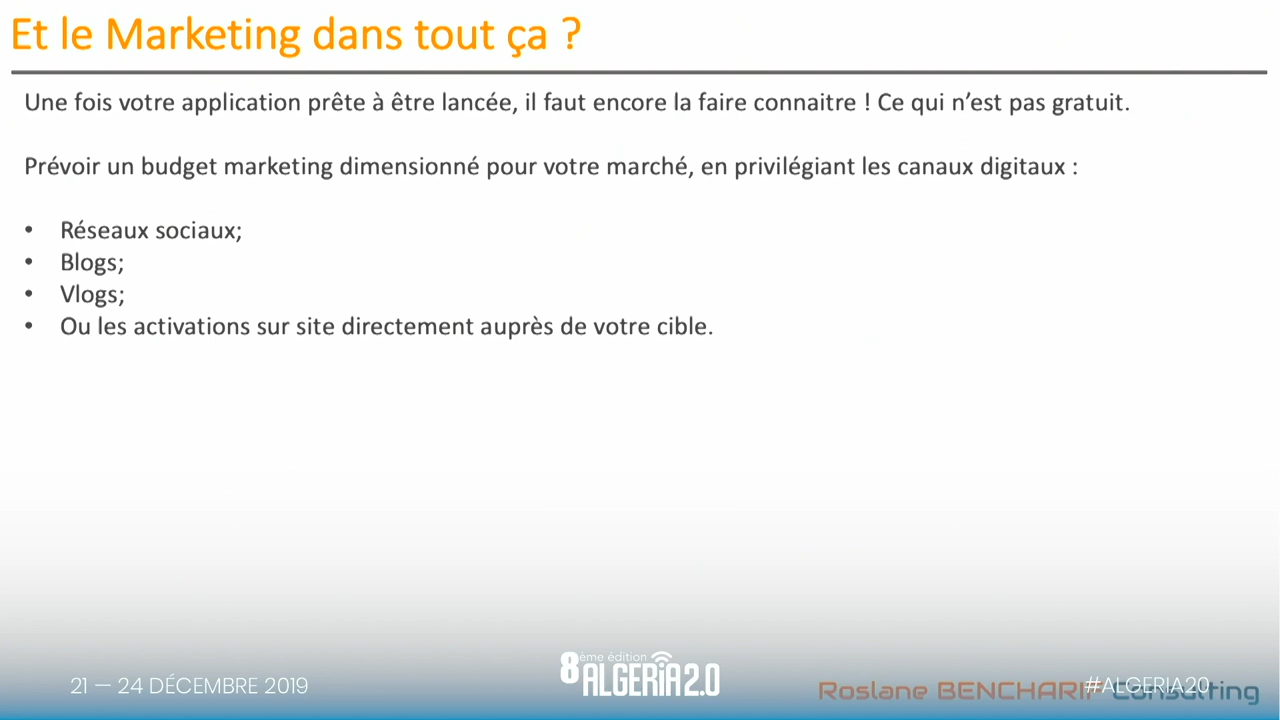 Et le Marketing dans tout ça ?
Une fois votre application prête à être lancée, il faut encore la faire connaitre ! Ce qui n’est pas gratuit.
Prévoir un budget marketing dimensionné pour votre marché, en privilégiant les canaux digitaux :
• Réseaux sociaux;
• Blogs;
• Vlogs;
• Ou les activations sur site directement auprès de votre cible.
21 — 24 DÉCEMBRE 2019
8ème édition
ALGERiA2.0
#ALGERIA20
Roslane BENCHARIF Consulting